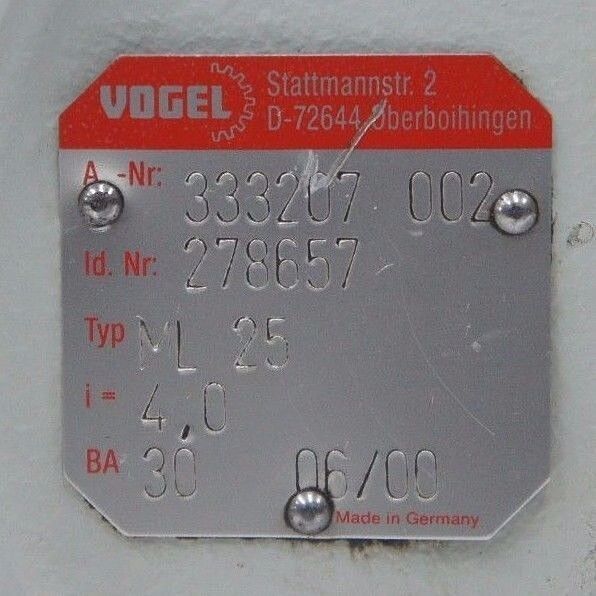 VOGEL
Stattmannstr. 2
D-72644 Oberboihingen
A.-Nr: 333207 002
Id. Nr: 278657
Typ ML 25
i = 4,0
BA 30 06/00
Made in Germany